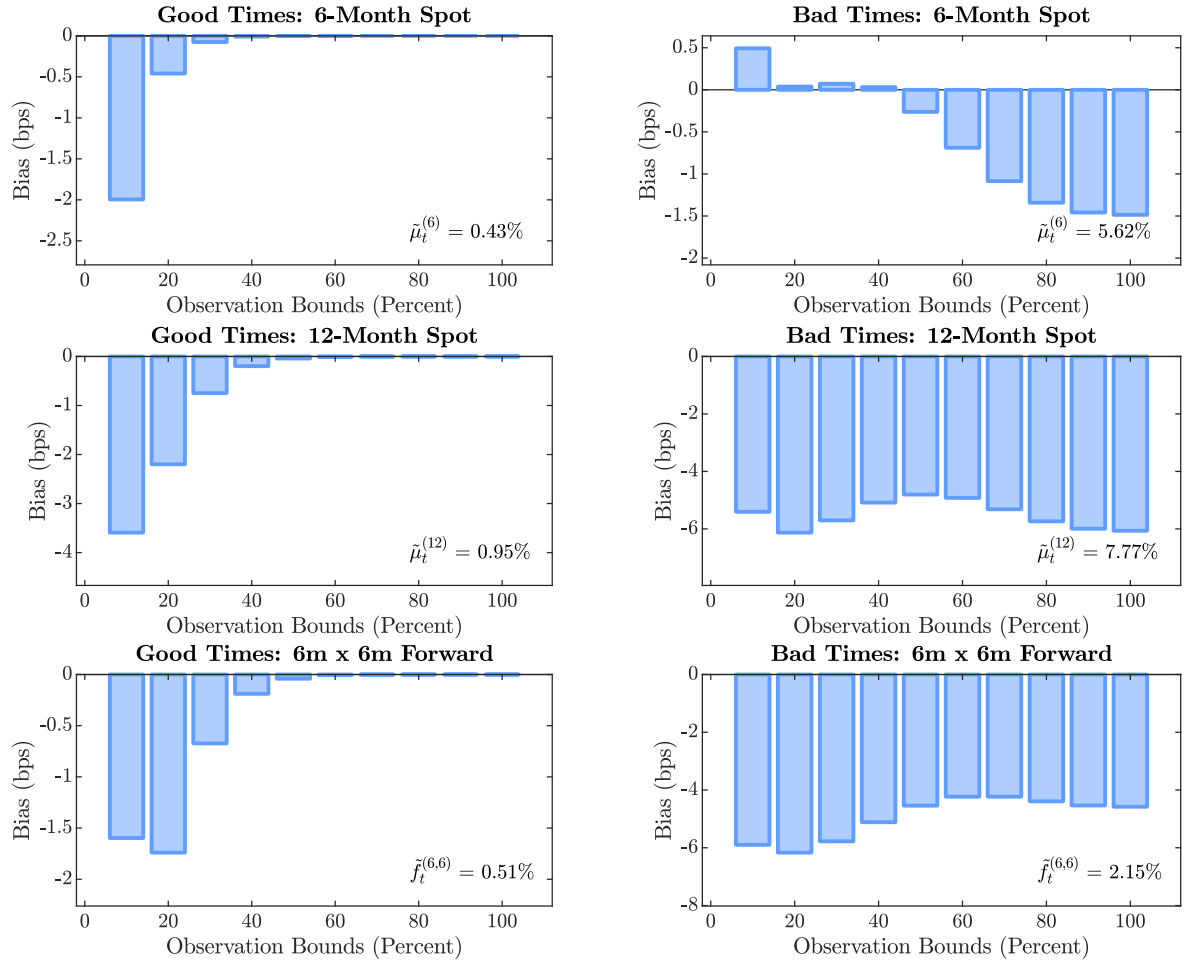 Good Times: 6-Month Spot
0
-0.5
-1
-1.5
-2
-2.5
Bias (bps)
μ̃_t^(6) = 0.43%
0 20 40 60 80 100
Observation Bounds (Percent)
Bad Times: 6-Month Spot
0.5
0
-0.5
-1
-1.5
-2
Bias (bps)
μ̃_t^(6) = 5.62%
0 20 40 60 80 100
Observation Bounds (Percent)
Good Times: 12-Month Spot
0
-1
-2
-3
-4
Bias (bps)
μ̃_t^(12) = 0.95%
0 20 40 60 80 100
Observation Bounds (Percent)
Bad Times: 12-Month Spot
0
-2
-4
-6
Bias (bps)
μ̃_t^(12) = 7.77%
0 20 40 60 80 100
Observation Bounds (Percent)
Good Times: 6m x 6m Forward
0
-0.5
-1
-1.5
-2
Bias (bps)
f̃_t^(6,6) = 0.51%
0 20 40 60 80 100
Observation Bounds (Percent)
Bad Times: 6m x 6m Forward
0
-2
-4
-6
-8
Bias (bps)
f̃_t^(6,6) = 2.15%
0 20 40 60 80 100
Observation Bounds (Percent)